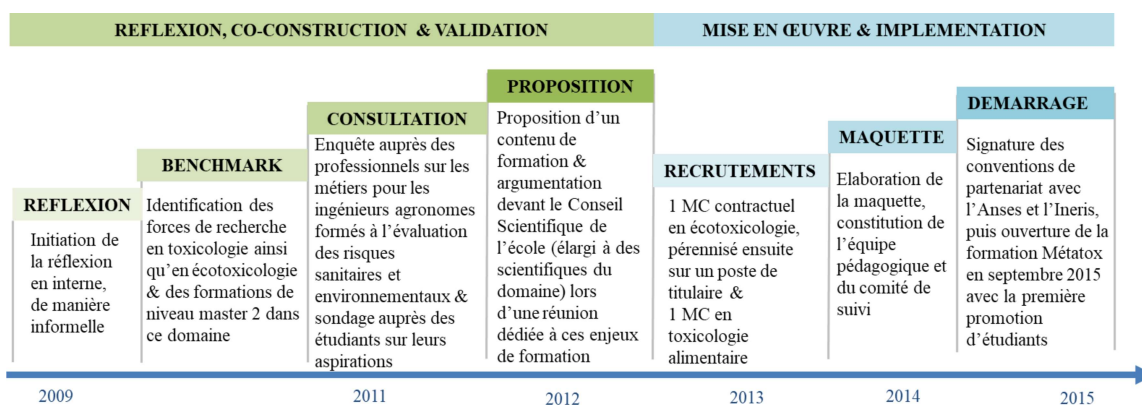 REFLEXION, CO-CONSTRUCTION & VALIDATION
MISE EN ŒUVRE & IMPLEMENTATION
REFLEXION
Initiation de
la réflexion
en interne,
de manière
informelle
BENCHMARK
Identification des
forces de recherche
en toxicologie ainsi
qu’en écotoxicologie
& des formations de
niveau master 2 dans
ce domaine
CONSULTATION
Enquête auprès des
professionnels sur les
métiers pour les
ingénieurs agronomes
formés à l’évaluation
des risques
sanitaires et
environnementaux &
sondage auprès des
étudiants sur leurs
aspirations
PROPOSITION
Proposition d’un
contenu de
formation &
argumentation
devant le Conseil
Scientifique de
l’école (élargi à des
scientifiques du
domaine) lors
d’une réunion
dédiée à ces enjeux
de formation
RECRUTEMENTS
1 MC contractuel
en écotoxicologie,
pérennisé ensuite
sur un poste de
titulaire &
1 MC en
toxicologie
alimentaire
MAQUETTE
Elaboration de
la maquette,
constitution de
l’équipe
pédagogique et
du comité de
suivi
DEMARRAGE
Signature des
conventions de
partenariat avec
l’Anses et l’Ineris,
puis ouverture de la
formation Métatox
en septembre 2015
avec la première
promotion
d’étudiants
2009
2011
2012
2013
2014
2015